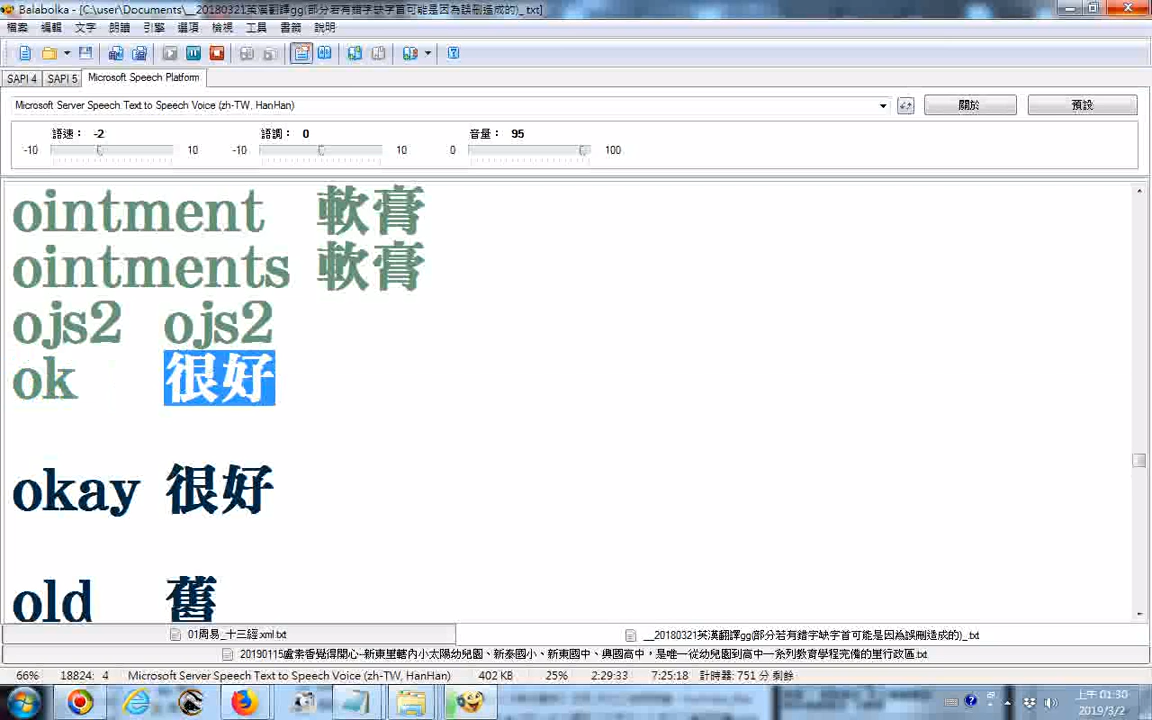 Balabolka - [C:\user\Documents\__20180321英漢翻譯gg(部分若有錯字缺字首可能是因為誤刪造成的)_.txt]
檔案 編輯 文字 朗讀 引擎 選項 檢視 工具 書籤 說明
SAPI 4 SAPI 5 Microsoft Speech Platform
Microsoft Server Speech Text to Speech Voice (zh-TW, HanHan) 關於 預設
語速： -2 語調： 0 音量： 95
-10 10 -10 10 0 100
ointment 軟膏
ointments 軟膏
ojs2 ojs2
ok 很好
okay 很好
old 舊
01周易_十三經.xml.txt __20180321英漢翻譯gg(部分若有錯字缺字首可能是因為誤刪造成的)_.txt
20190115盧素香覺得開心--新東里轄內小太陽幼兒園、新泰國小、新東國中、興國高中，是唯一從幼兒園到高中一系列教育學程完備的里行政區.txt
66% 18824: 4 Microsoft Server Speech Text to Speech Voice (zh-TW, HanHan) 402 KB 25% 2:29:33 7:25:18 計時器: 751 分 剩餘
上午 01:30
2019/3/2